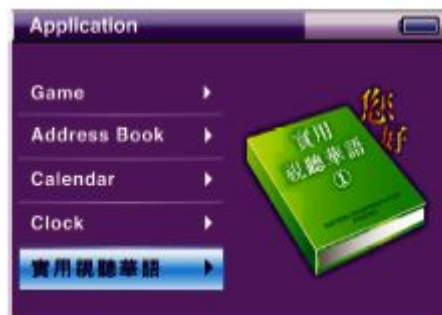 Application
Game
Address Book
Calendar
Clock
實用視聽華語
您好
實用
視聽華語
①